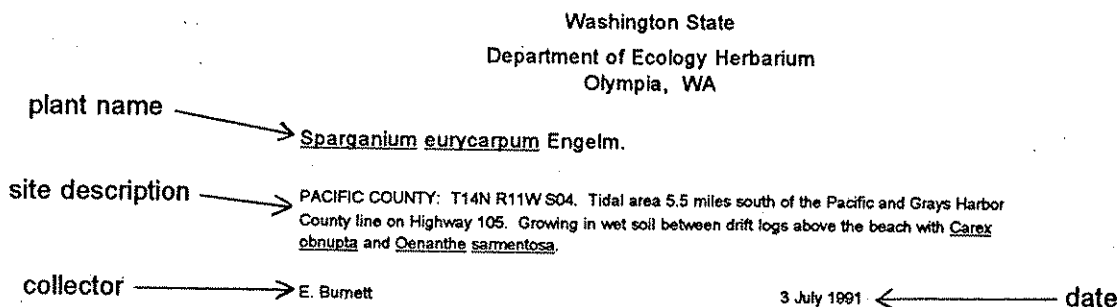 Washington State
Department of Ecology Herbarium
Olympia, WA
plant name
Sparganium eurycarpum Engelm.
site description
PACIFIC COUNTY: T14N R11W S04. Tidal area 5.5 miles south of the Pacific and Grays Harbor
County line on Highway 105. Growing in wet soil between drift logs above the beach with Carex
obnupta and Oenanthe sarmentosa.
collector
E. Burnett
3 July 1991
date